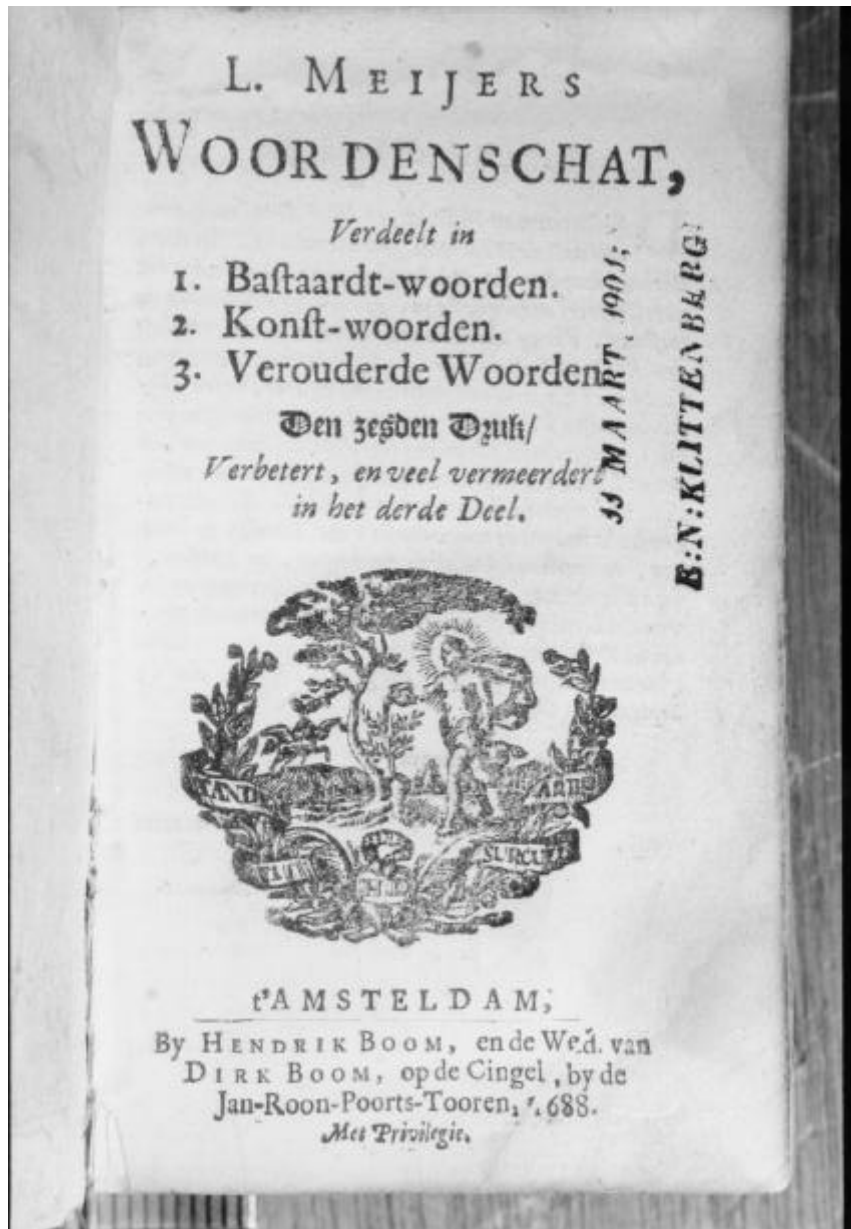 L. MEIJERS
WOORDENSCHAT,
Verdeelt in
1. Baſtaardt-woorden.
2. Konſt-woorden.
3. Verouderde Woorden
Den zesden Druk/
Verbetert, en veel vermeerdert
in het derde Deel.
11 MAART. 1901;
B:N:KLITTENBERG
ARTE
SURCULI
t'AMSTELDAM,
By HENDRIK BOOM, en de Wed. van
DIRK BOOM, op de Cingel, by de
Jan-Roon-Poorts-Tooren, 1688.
Met Privilegie.